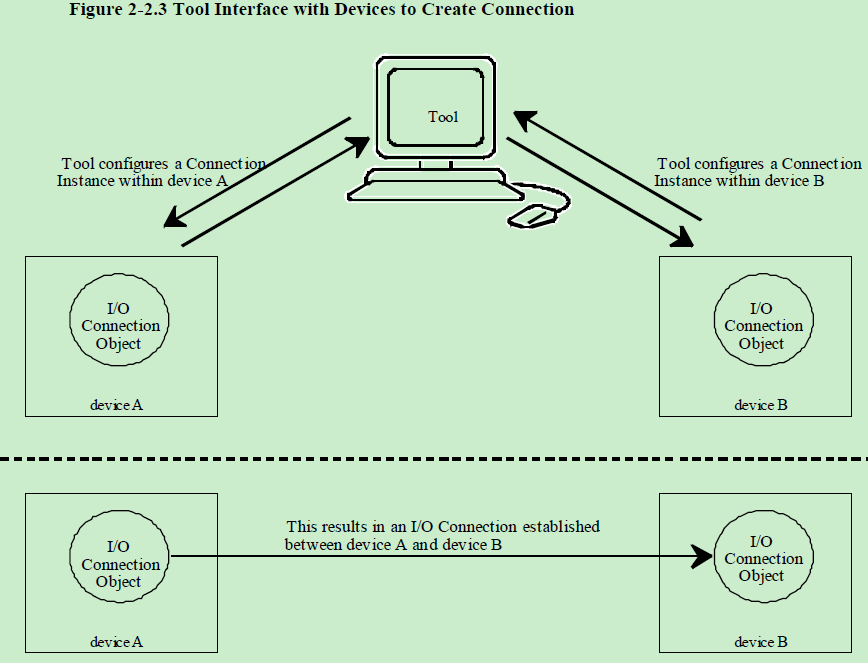 Figure 2-2.3 Tool Interface with Devices to Create Connection
Tool
Tool configures a Connection
Instance within device A
Tool configures a Connection
Instance within device B
I/O
Connection
Object
device A
I/O
Connection
Object
device B
This results in an I/O Connection established
between device A and device B
I/O
Connection
Object
device A
I/O
Connection
Object
device B